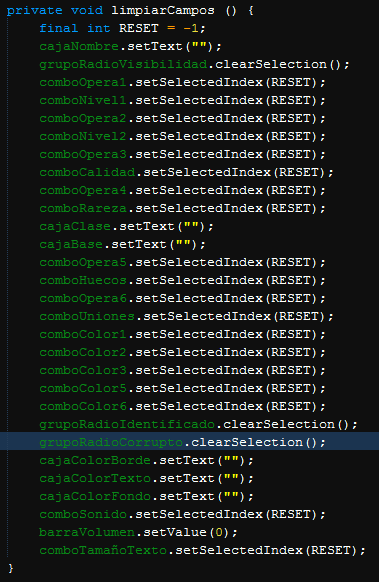 private void limpiarCampos () {
final int RESET = -1;
cajaNombre.setText("");
grupoRadioVisibilidad.clearSelection();
comboOpera1.setSelectedIndex(RESET);
comboNivel1.setSelectedIndex(RESET);
comboOpera2.setSelectedIndex(RESET);
comboNivel2.setSelectedIndex(RESET);
comboOpera3.setSelectedIndex(RESET);
comboCalidad.setSelectedIndex(RESET);
comboOpera4.setSelectedIndex(RESET);
comboRareza.setSelectedIndex(RESET);
cajaClase.setText("");
cajaBase.setText("");
comboOpera5.setSelectedIndex(RESET);
comboHuecos.setSelectedIndex(RESET);
comboOpera6.setSelectedIndex(RESET);
comboUniones.setSelectedIndex(RESET);
comboColor1.setSelectedIndex(RESET);
comboColor2.setSelectedIndex(RESET);
comboColor3.setSelectedIndex(RESET);
comboColor5.setSelectedIndex(RESET);
comboColor6.setSelectedIndex(RESET);
grupoRadioIdentificado.clearSelection();
grupoRadioCorrupto.clearSelection();
cajaColorBorde.setText("");
cajaColorTexto.setText("");
cajaColorFondo.setText("");
comboSonido.setSelectedIndex(RESET);
barraVolumen.setValue(0);
comboTamañoTexto.setSelectedIndex(RESET);
}